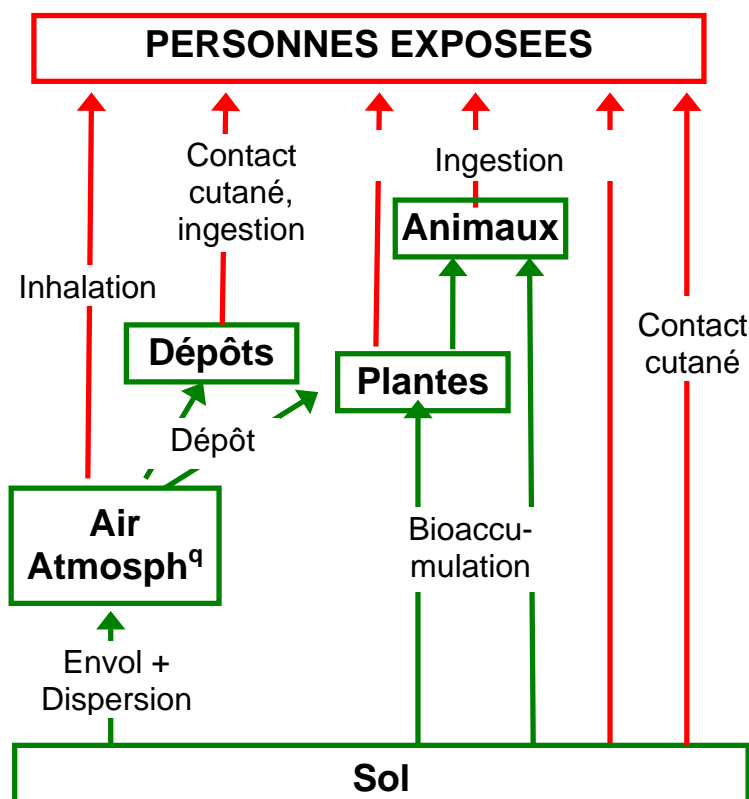 PERSONNES EXPOSEES
Contact
cutané,
ingestion
Ingestion
Animaux
Inhalation
Contact
cutané
Dépôts
Plantes
Dépôt
Air
Atmosphq
Bioaccu-
mulation
Envol +
Dispersion
Sol